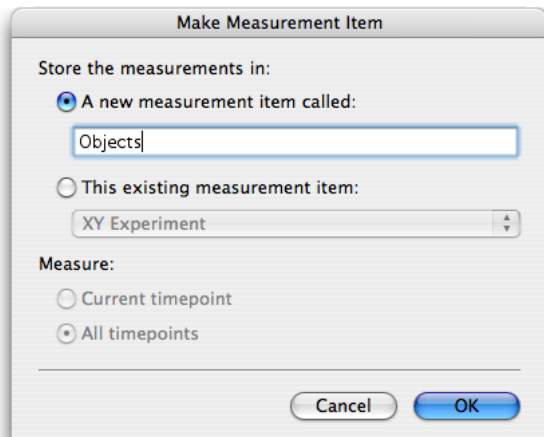 Make Measurement Item
Store the measurements in:
A new measurement item called:
Objects
This existing measurement item:
XY Experiment
Measure:
Current timepoint
All timepoints
Cancel OK